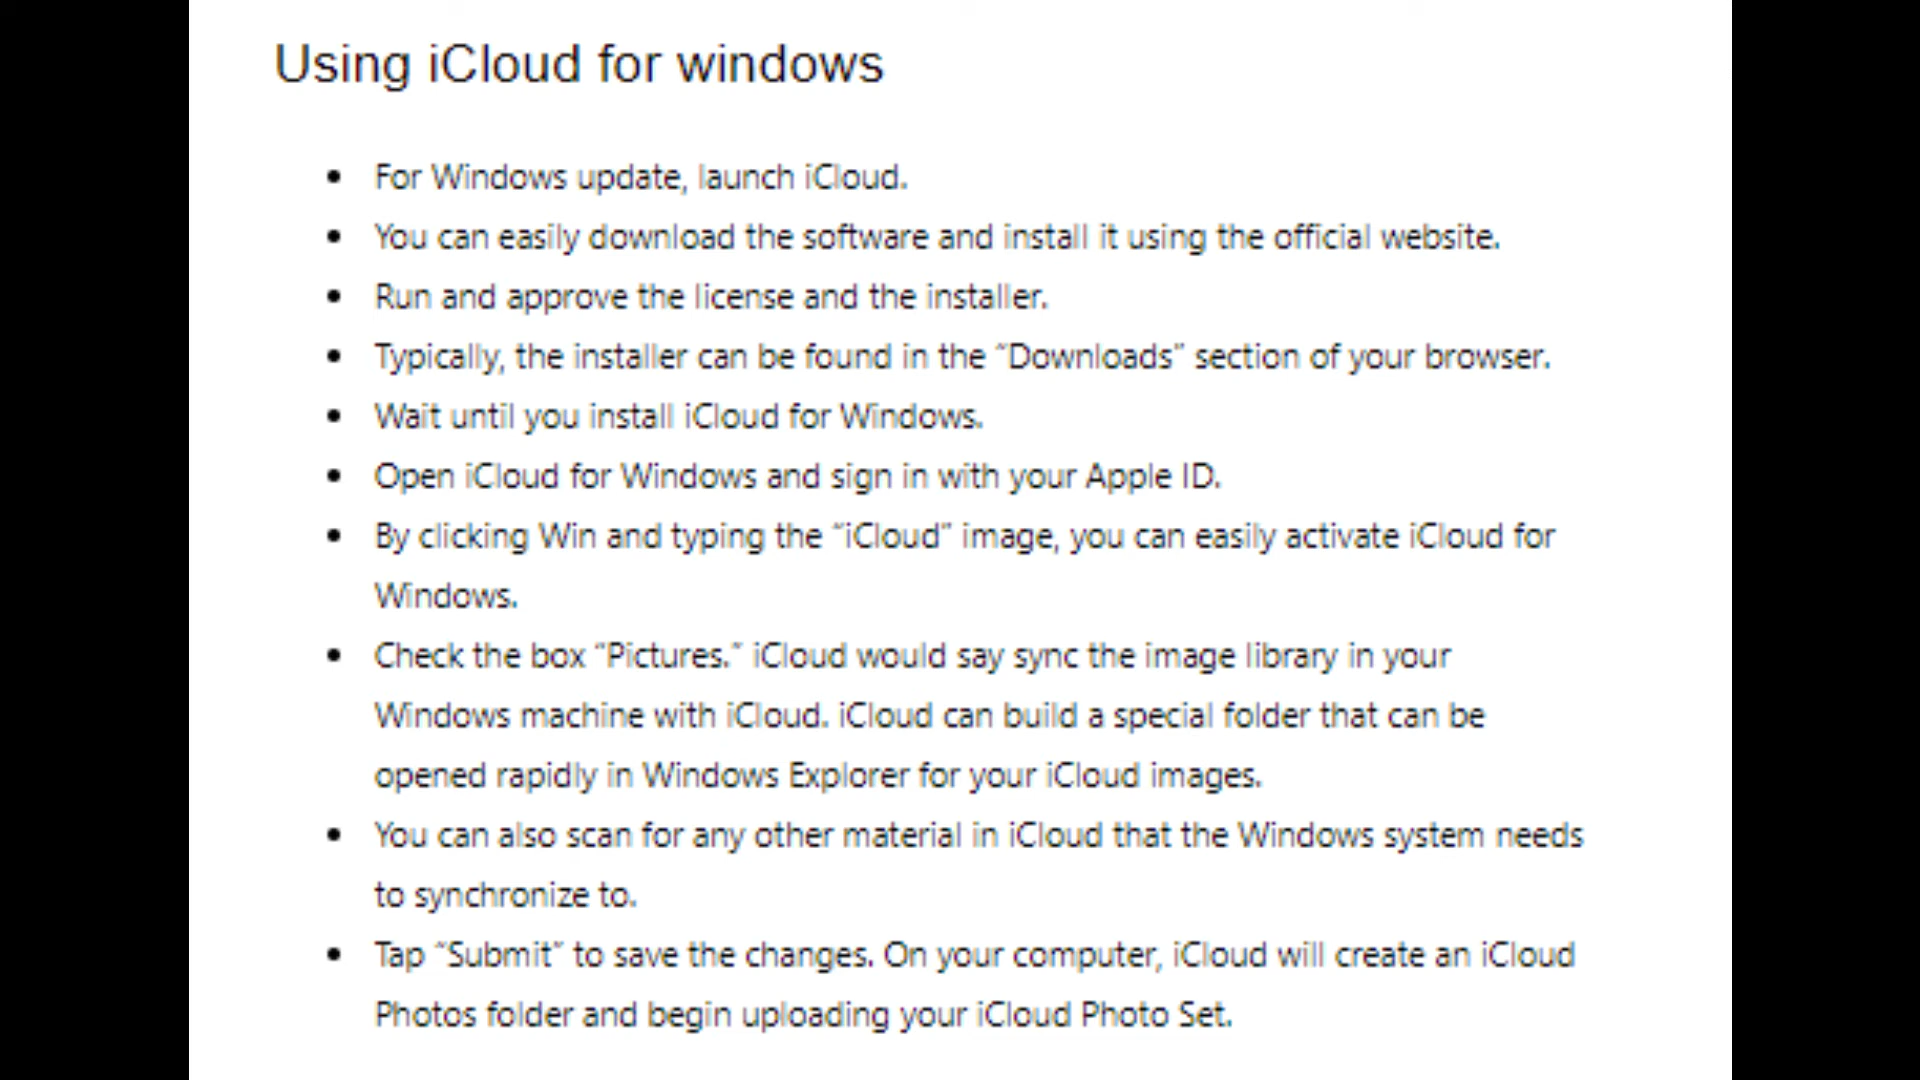 Using iCloud for windows
• For Windows update, launch iCloud.
• You can easily download the software and install it using the official website.
• Run and approve the license and the installer.
• Typically, the installer can be found in the “Downloads” section of your browser.
• Wait until you install iCloud for Windows.
• Open iCloud for Windows and sign in with your Apple ID.
• By clicking Win and typing the “iCloud” image, you can easily activate iCloud for
Windows.
• Check the box “Pictures.” iCloud would say sync the image library in your
Windows machine with iCloud. iCloud can build a special folder that can be
opened rapidly in Windows Explorer for your iCloud images.
• You can also scan for any other material in iCloud that the Windows system needs
to synchronize to.
• Tap “Submit” to save the changes. On your computer, iCloud will create an iCloud
Photos folder and begin uploading your iCloud Photo Set.